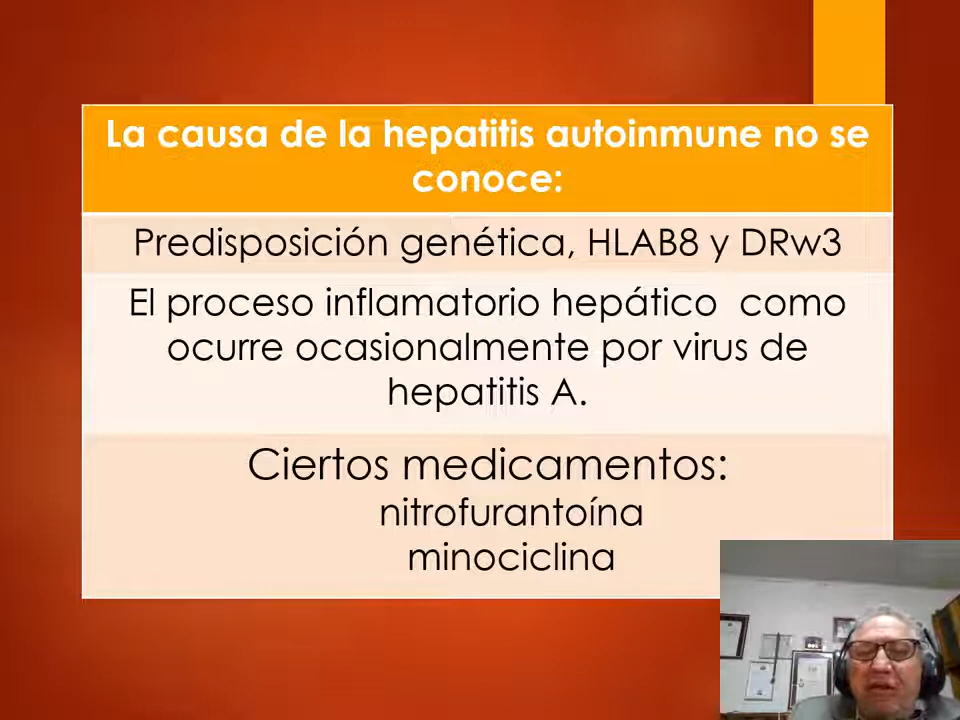 La causa de la hepatitis autoinmune no se
conoce:
Predisposición genética, HLAB8 y DRw3
El proceso inflamatorio hepático como
ocurre ocasionalmente por virus de
hepatitis A.
Ciertos medicamentos:
nitrofurantoína
minociclina